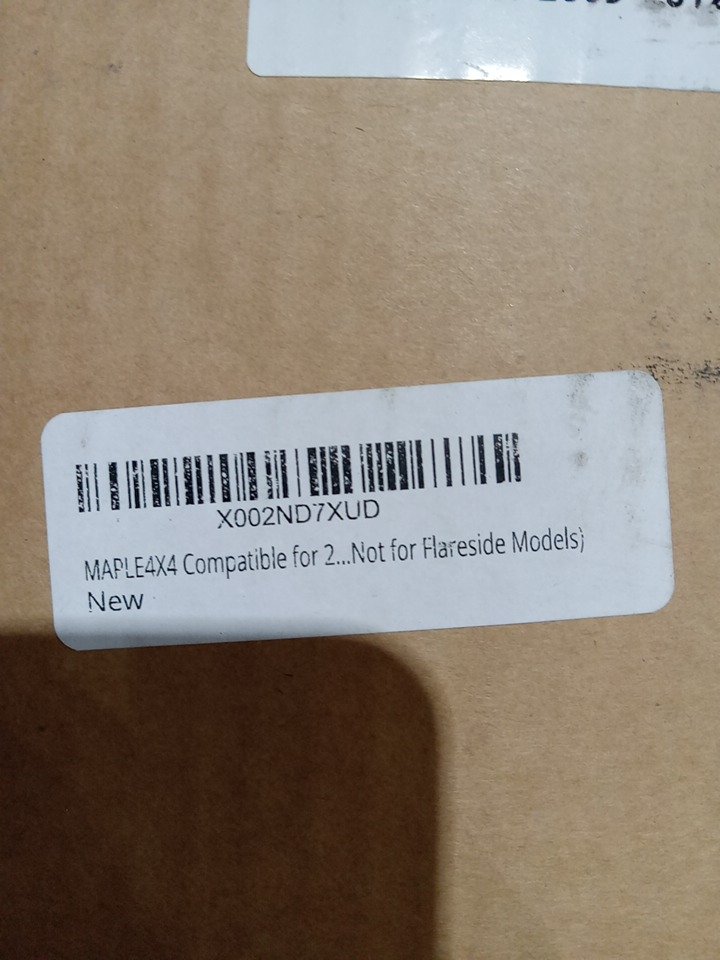 X002ND7XUD
MAPLE4X4 Compatible for 2...Not for Flareside Models)
New